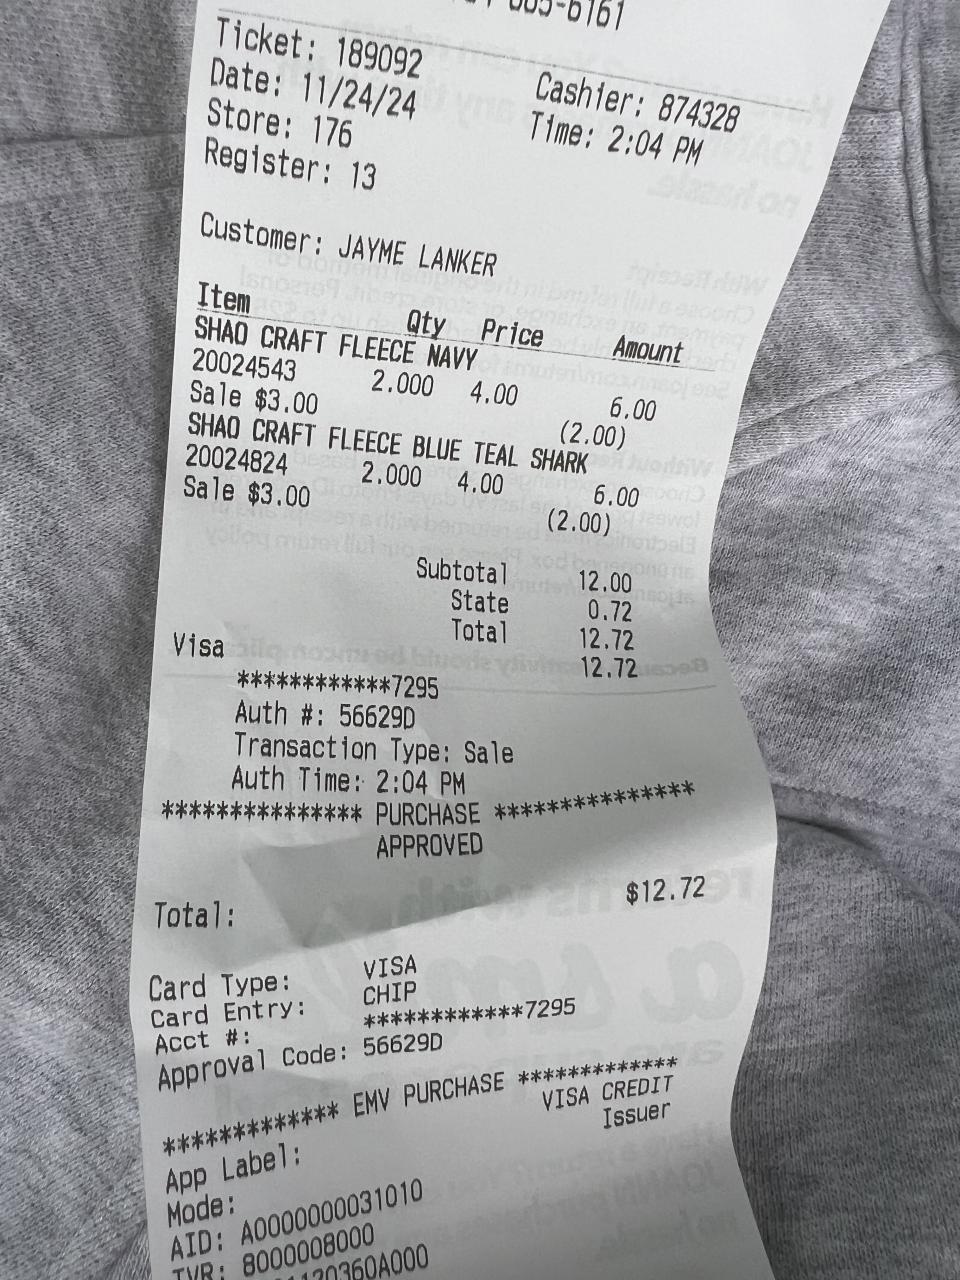 5-6161
Ticket: 189092 Cashier: 874328
Date: 11/24/24 Time: 2:04 PM
Store: 176
Register: 13
Customer: JAYME LANKER
Item Qty Price Amount
SHAO CRAFT FLEECE NAVY
20024543 2.000 4.00 6.00
Sale $3.00 (2.00)
SHAO CRAFT FLEECE BLUE TEAL SHARK
20024824 2.000 4.00 6.00
Sale $3.00 (2.00)
Subtotal 12.00
State 0.72
Total 12.72
Visa 12.72
************7295
Auth #: 56629D
Transaction Type: Sale
Auth Time: 2:04 PM
*************** PURCHASE ***************
APPROVED
Total: $12.72
Card Type: VISA
Card Entry: CHIP
Acct #: ************7295
Approval Code: 56629D
************* EMV PURCHASE *************
App Label: VISA CREDIT
Mode: Issuer
AID: A0000000031010
TVR: 8000008000